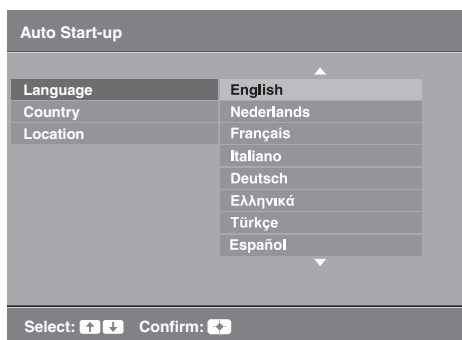 Auto Start-up
Language
Country
Location
English
Nederlands
Français
Italiano
Deutsch
Ελληνικά
Türkçe
Español
Select: Confirm: